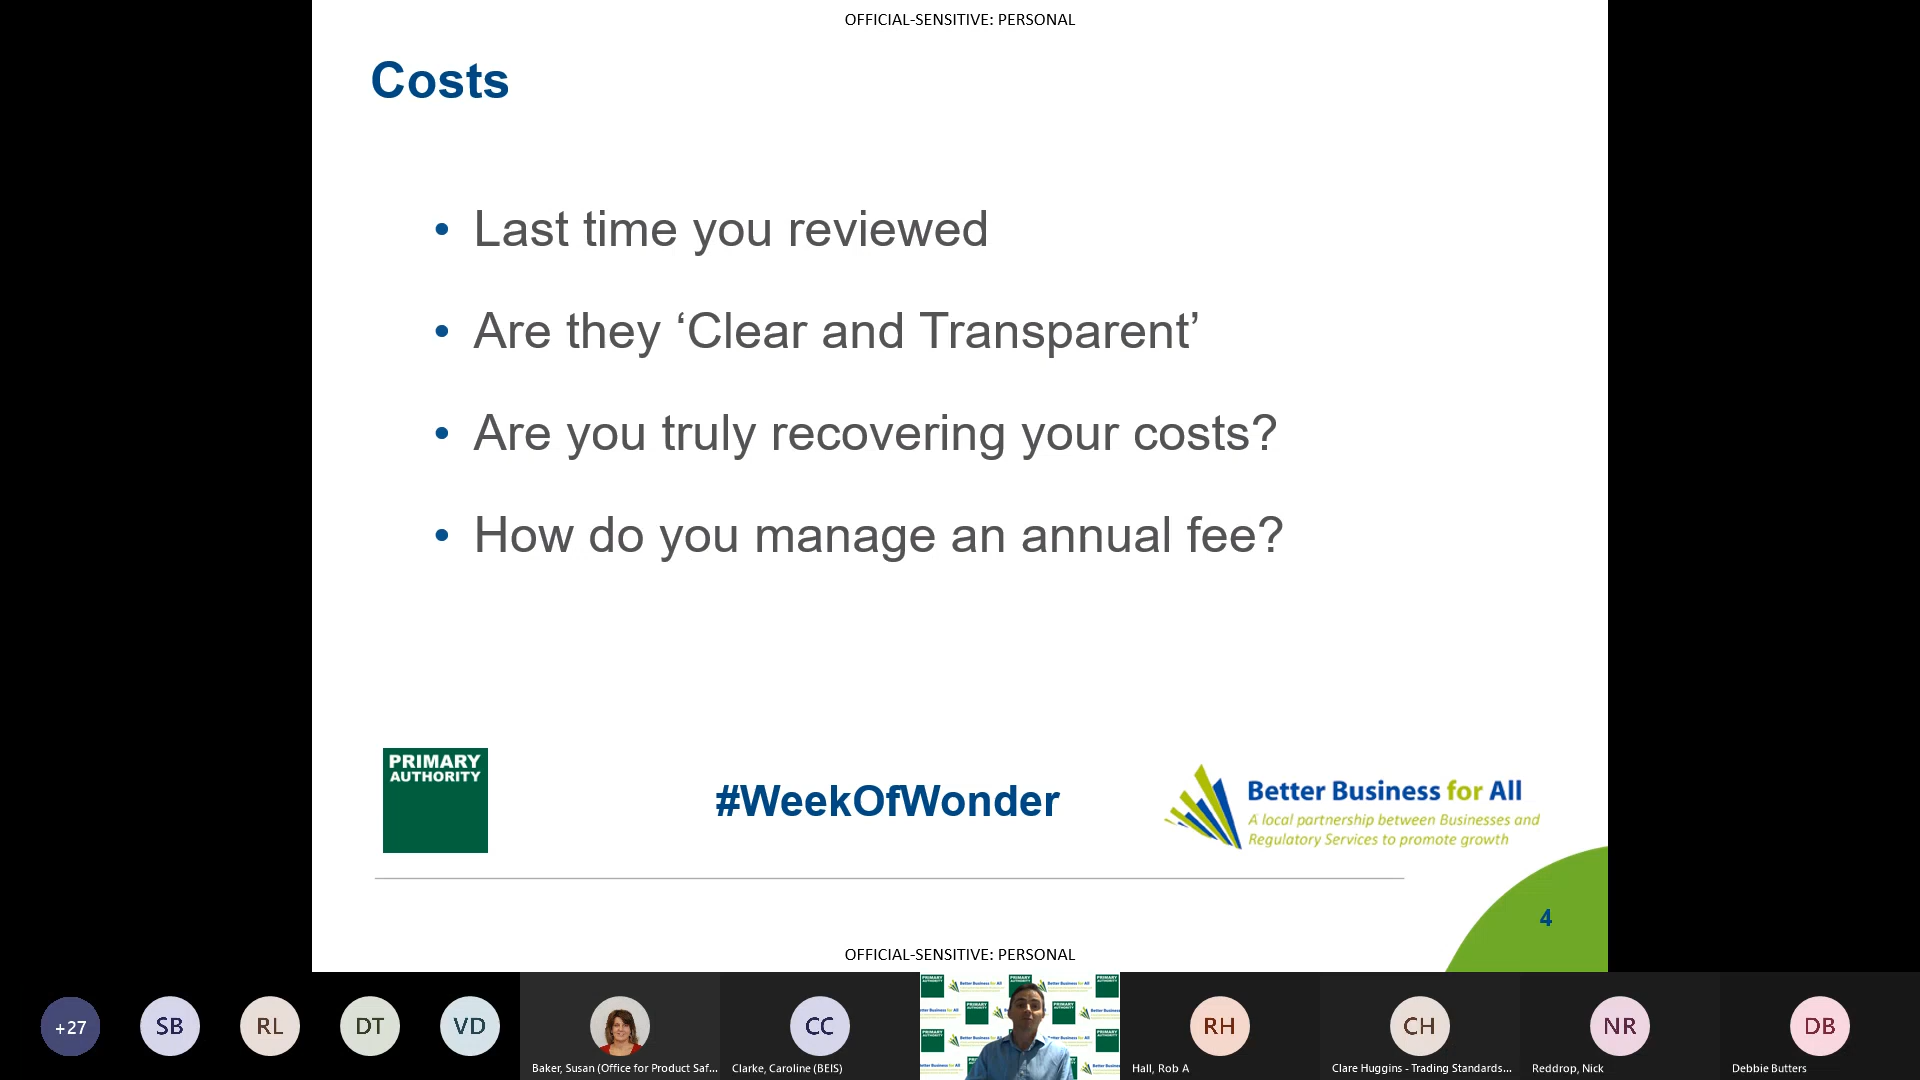 OFFICIAL-SENSITIVE: PERSONAL
Costs
• Last time you reviewed
• Are they ‘Clear and Transparent’
• Are you truly recovering your costs?
• How do you manage an annual fee?
PRIMARY
AUTHORITY
#WeekOfWonder
Better Business for All
A local partnership between Businesses and
Regulatory Services to promote growth
4
OFFICIAL-SENSITIVE: PERSONAL
+27
SB
RL
DT
VD
Baker, Susan (Office for Product Saf...
CC
Clarke, Caroline (BEIS)
RH
Hall, Rob A
CH
Clare Huggins - Trading Standards...
NR
Reddrop, Nick
DB
Debbie Butters